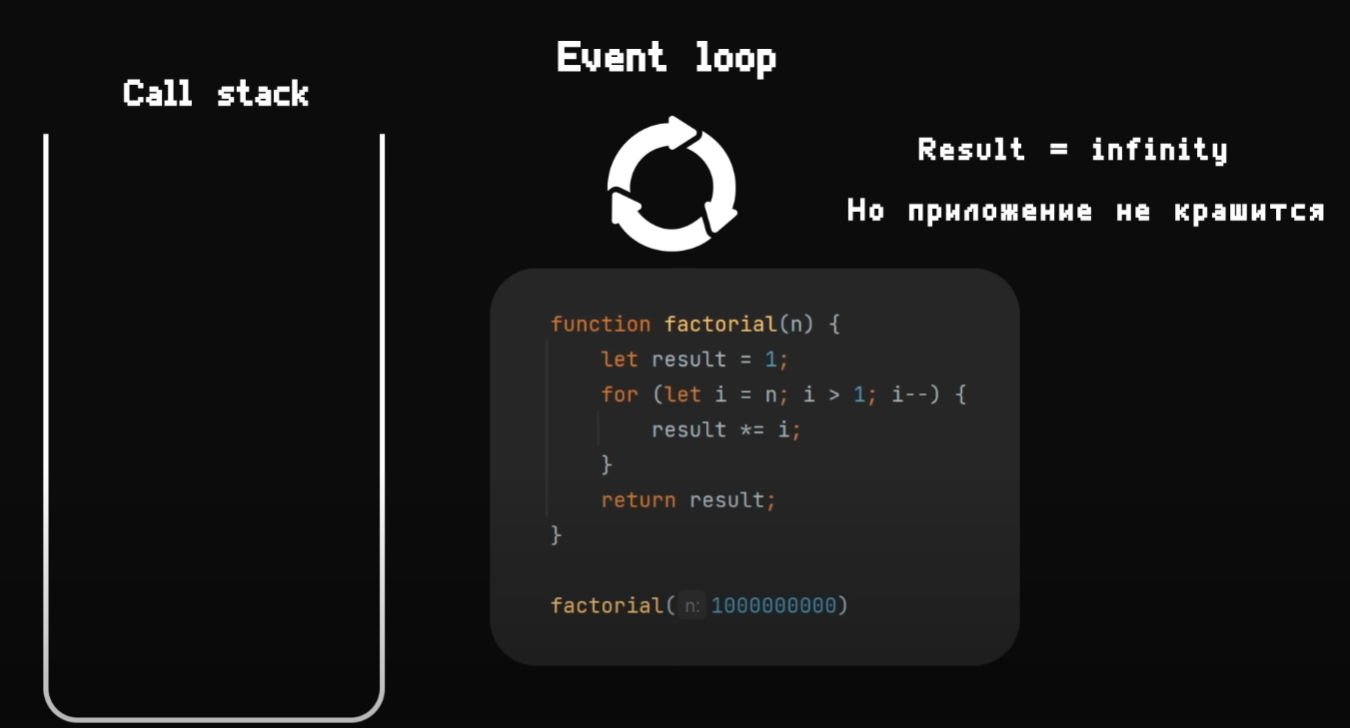 Event loop
Call stack
Result = infinity
Но приложение не крашится
function factorial(n) {
    let result = 1;
    for (let i = n; i > 1; i--) {
        result *= i;
    }
    return result;
}
factorial( n: 1000000000)